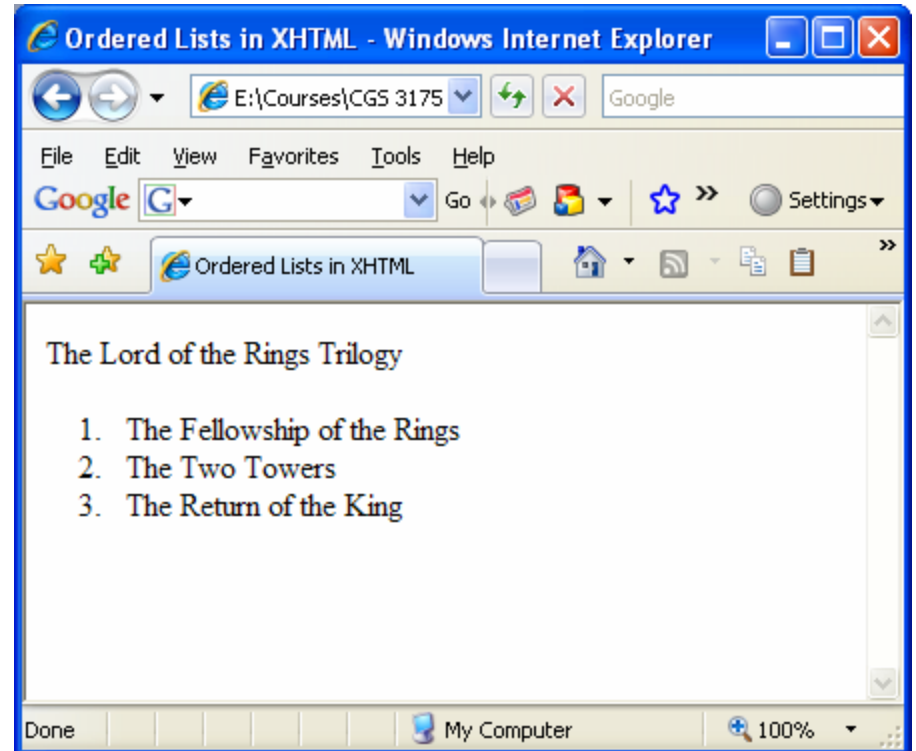 Ordered Lists in XHTML - Windows Internet Explorer
E:\Courses\CGS 3175
Google
File Edit View Favorites Tools Help
Google G Go » Settings
Ordered Lists in XHTML »
The Lord of the Rings Trilogy
1. The Fellowship of the Rings
2. The Two Towers
3. The Return of the King
Done My Computer 100%